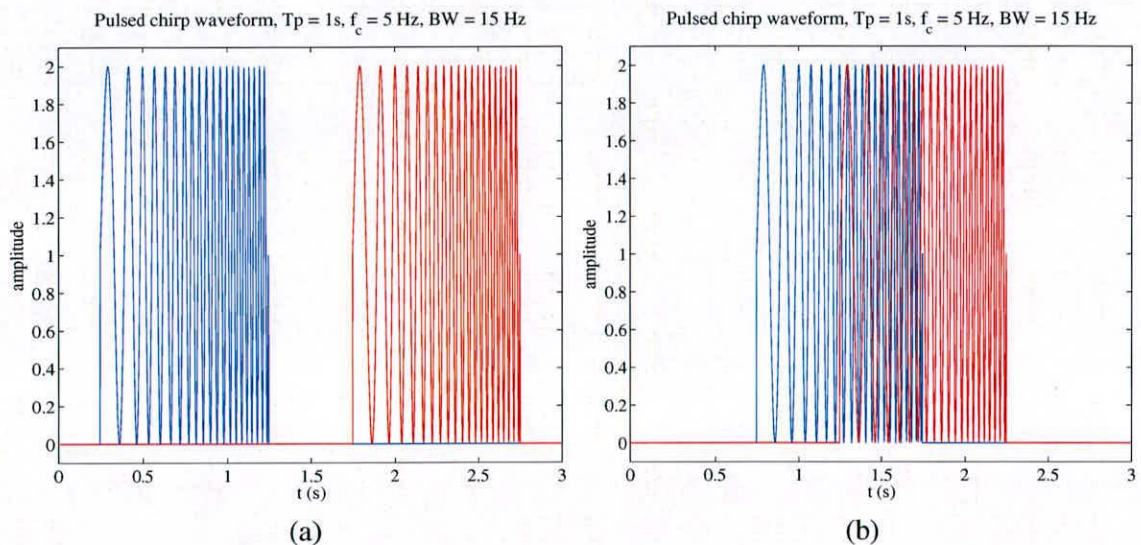 Pulsed chirp waveform, Tp = 1s, f_c = 5 Hz, BW = 15 Hz
2
1.8
1.6
1.4
1.2
1
0.8
0.6
0.4
0.2
0
amplitude
0 0.5 1 1.5 2 2.5 3
t (s)
(a)
Pulsed chirp waveform, Tp = 1s, f_c = 5 Hz, BW = 15 Hz
2
1.8
1.6
1.4
1.2
1
0.8
0.6
0.4
0.2
0
amplitude
0 0.5 1 1.5 2 2.5 3
t (s)
(b)